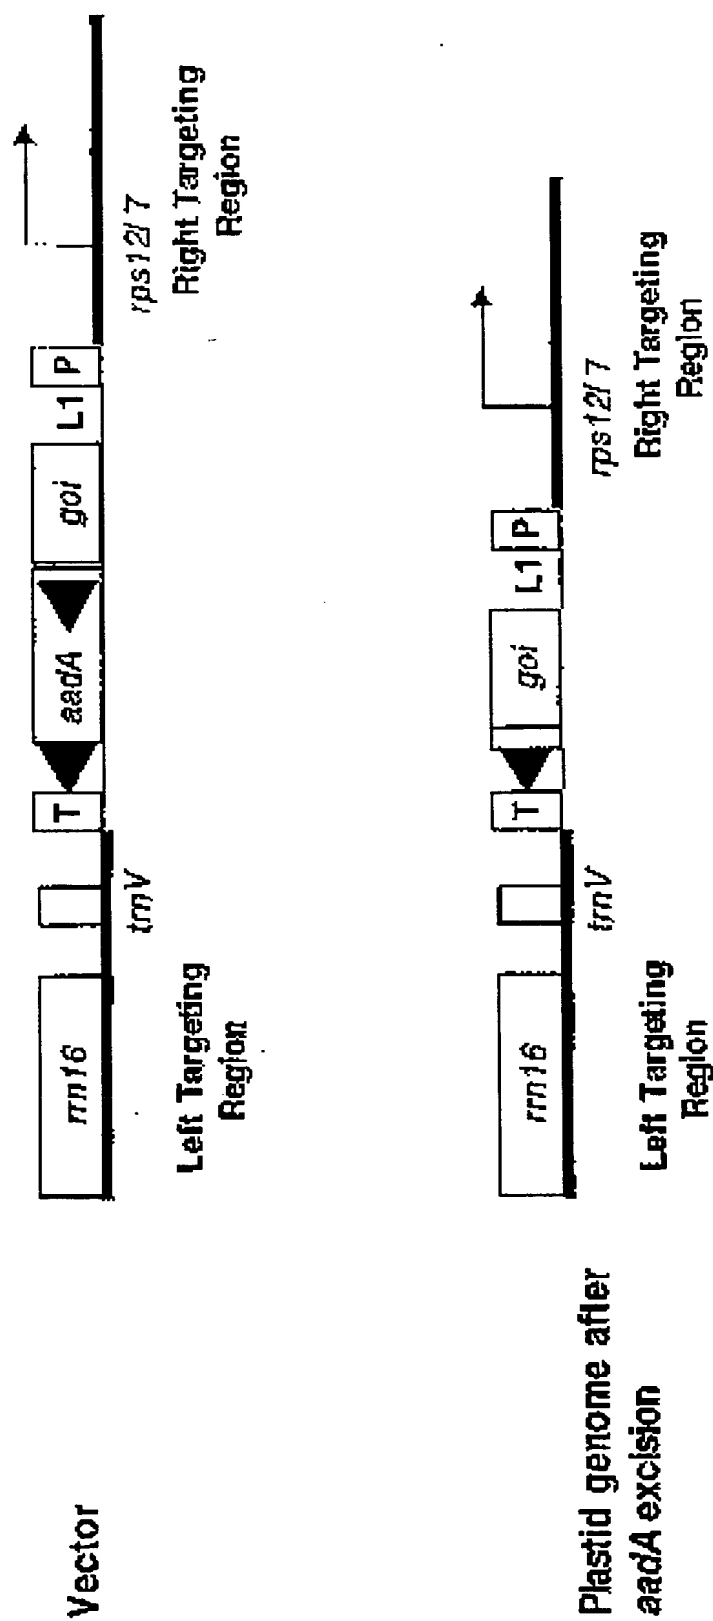 Vector
rrn16
T
aadA
goi
L1
P
trnV
rps12/7
Left Targeting
Region
Right Targeting
Region
Plastid genome after
aadA excision
rrn16
T
goi
L1
P
trnV
rps12/7
Left Targeting
Region
Right Targeting
Region